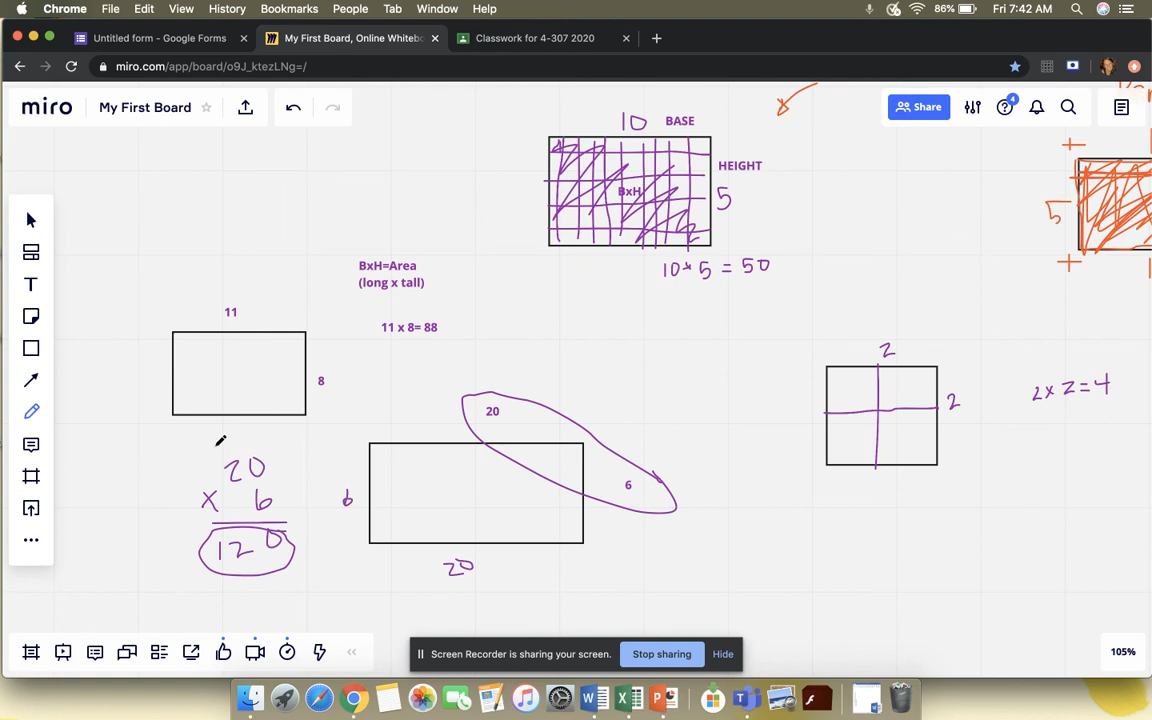 Chrome File Edit View History Bookmarks People Tab Window Help 86% Fri 7:42 AM
Untitled form - Google Forms
My First Board, Online Whitebo
Classwork for 4-307 2020
miro.com/app/board/o9J_ktezLNg=/
miro My First Board
Share
4
10 BASE
HEIGHT
BxH
5
10 * 5 = 50
5
BxH=Area
(long x tall)
11
11 x 8= 88
8
2
2
2 x 2 = 4
20
6
6
20
20
x 6
120
T
Screen Recorder is sharing your screen.
Stop sharing
Hide
105%